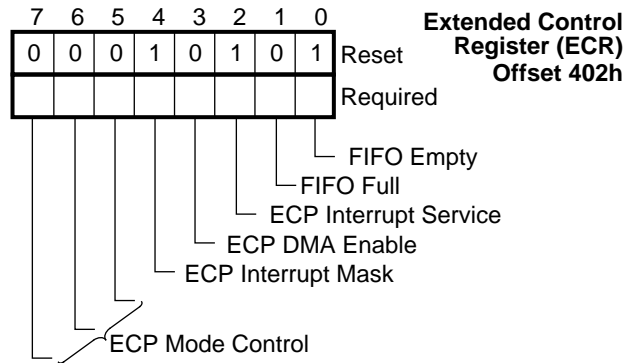 7 6 5 4 3 2 1 0
Extended Control
Register (ECR)
Offset 402h
0 0 0 1 0 1 0 1 Reset
Required
FIFO Empty
FIFO Full
ECP Interrupt Service
ECP DMA Enable
ECP Interrupt Mask
ECP Mode Control